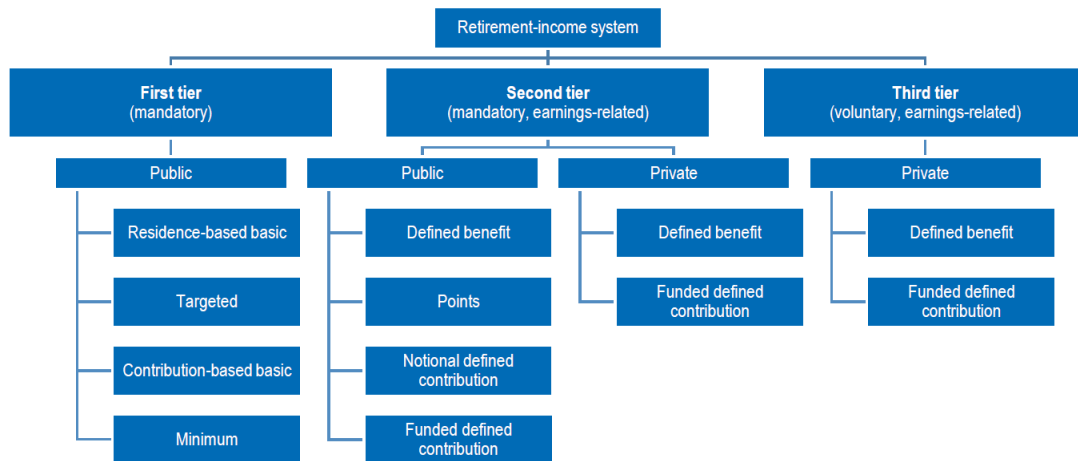 Retirement-income system
First tier
(mandatory)
Second tier
(mandatory, earnings-related)
Third tier
(voluntary, earnings-related)
Public
Public
Private
Private
Residence-based basic
Defined benefit
Defined benefit
Defined benefit
Targeted
Points
Funded defined
contribution
Funded defined
contribution
Contribution-based basic
Notional defined
contribution
Minimum
Funded defined
contribution